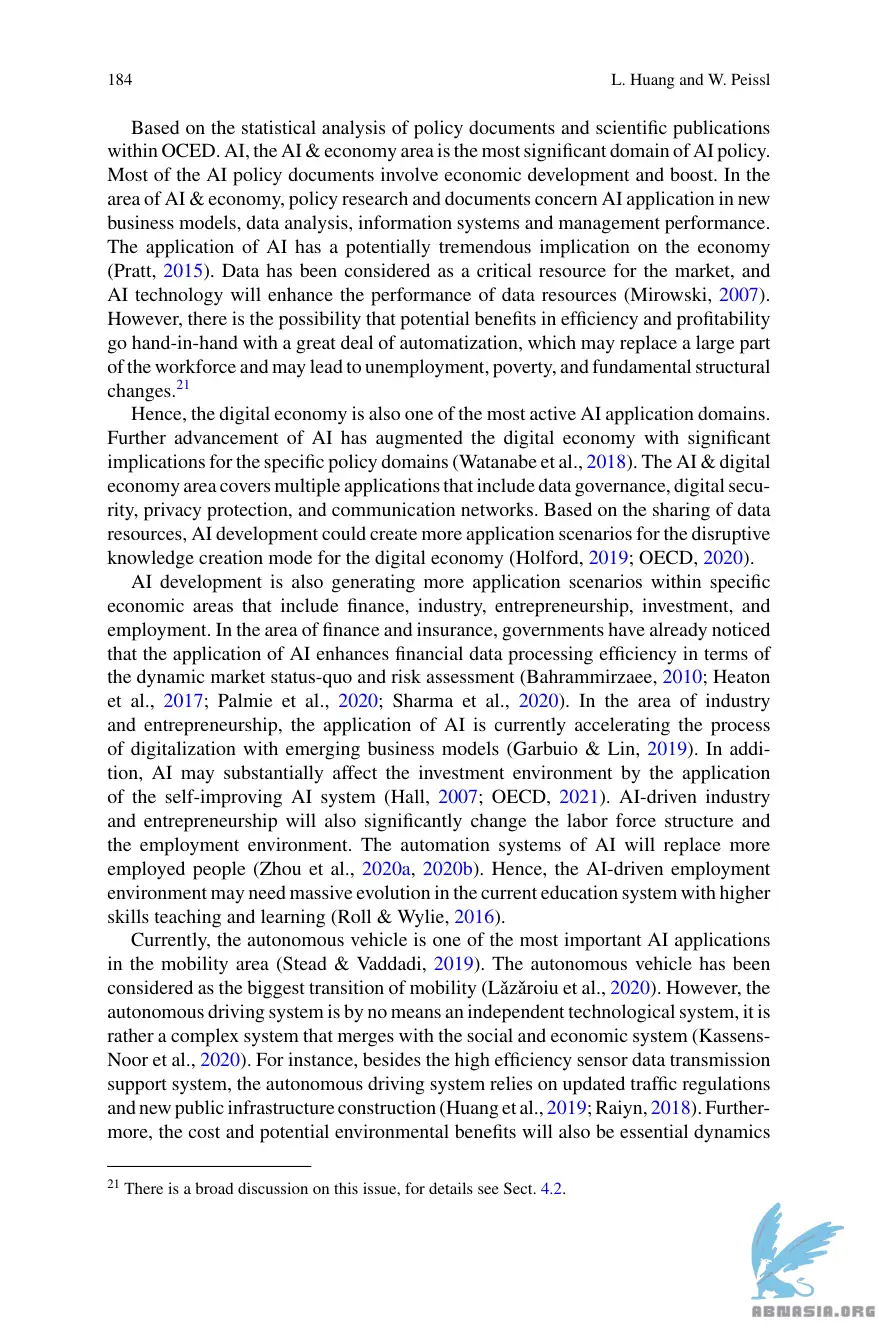 184 L. Huang and W. Peissl
Based on the statistical analysis of policy documents and scientific publications
within OCED. AI, the AI & economy area is the most significant domain of AI policy.
Most of the AI policy documents involve economic development and boost. In the
area of AI & economy, policy research and documents concern AI application in new
business models, data analysis, information systems and management performance.
The application of AI has a potentially tremendous implication on the economy
(Pratt, 2015). Data has been considered as a critical resource for the market, and
AI technology will enhance the performance of data resources (Mirowski, 2007).
However, there is the possibility that potential benefits in efficiency and profitability
go hand-in-hand with a great deal of automatization, which may replace a large part
of the workforce and may lead to unemployment, poverty, and fundamental structural
changes.21
Hence, the digital economy is also one of the most active AI application domains.
Further advancement of AI has augmented the digital economy with significant
implications for the specific policy domains (Watanabe et al., 2018). The AI & digital
economy area covers multiple applications that include data governance, digital secu-
rity, privacy protection, and communication networks. Based on the sharing of data
resources, AI development could create more application scenarios for the disruptive
knowledge creation mode for the digital economy (Holford, 2019; OECD, 2020).
AI development is also generating more application scenarios within specific
economic areas that include finance, industry, entrepreneurship, investment, and
employment. In the area of finance and insurance, governments have already noticed
that the application of AI enhances financial data processing efficiency in terms of
the dynamic market status-quo and risk assessment (Bahrammirzaee, 2010; Heaton
et al., 2017; Palmie et al., 2020; Sharma et al., 2020). In the area of industry
and entrepreneurship, the application of AI is currently accelerating the process
of digitalization with emerging business models (Garbuio & Lin, 2019). In addi-
tion, AI may substantially affect the investment environment by the application
of the self-improving AI system (Hall, 2007; OECD, 2021). AI-driven industry
and entrepreneurship will also significantly change the labor force structure and
the employment environment. The automation systems of AI will replace more
employed people (Zhou et al., 2020a, 2020b). Hence, the AI-driven employment
environment may need massive evolution in the current education system with higher
skills teaching and learning (Roll & Wylie, 2016).
Currently, the autonomous vehicle is one of the most important AI applications
in the mobility area (Stead & Vaddadi, 2019). The autonomous vehicle has been
considered as the biggest transition of mobility (Lăzăroiu et al., 2020). However, the
autonomous driving system is by no means an independent technological system, it is
rather a complex system that merges with the social and economic system (Kassens-
Noor et al., 2020). For instance, besides the high efficiency sensor data transmission
support system, the autonomous driving system relies on updated traffic regulations
and new public infrastructure construction (Huang et al., 2019; Raiyn, 2018). Further-
more, the cost and potential environmental benefits will also be essential dynamics
21 There is a broad discussion on this issue, for details see Sect. 4.2.
ABNASIA.ORG